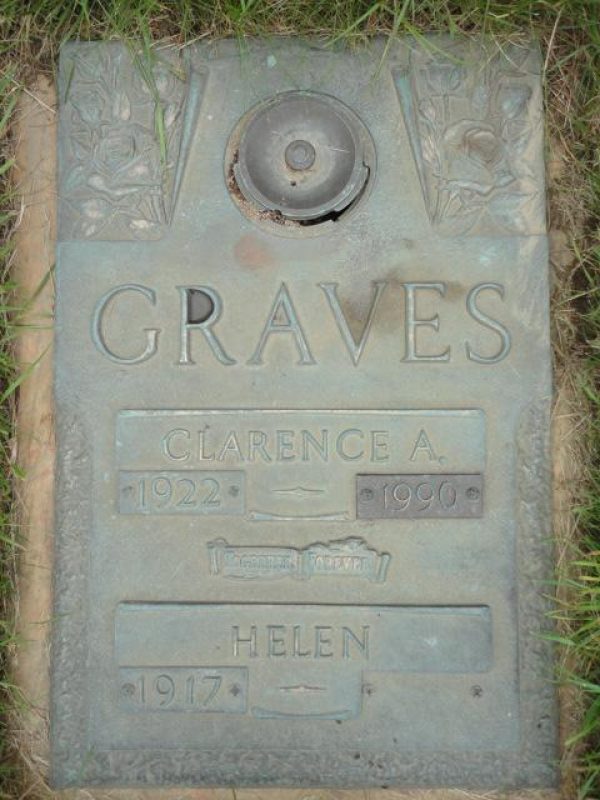 GRAVES
CLARENCE A.
1922 1990
TOGETHER FOREVER
HELEN
1917